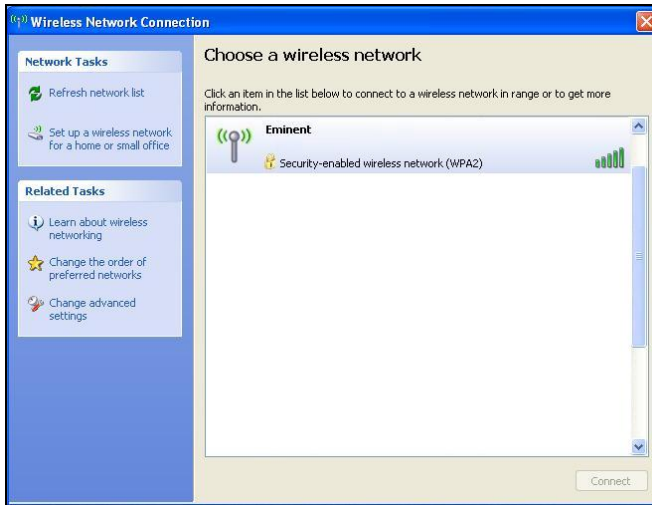 Wireless Network Connection
Network Tasks
Refresh network list
Set up a wireless network
for a home or small office
Related Tasks
Learn about wireless
networking
Change the order of
preferred networks
Change advanced
settings
Choose a wireless network
Click an item in the list below to connect to a wireless network in range or to get more
information.
Eminent
Security-enabled wireless network (WPA2)
Connect